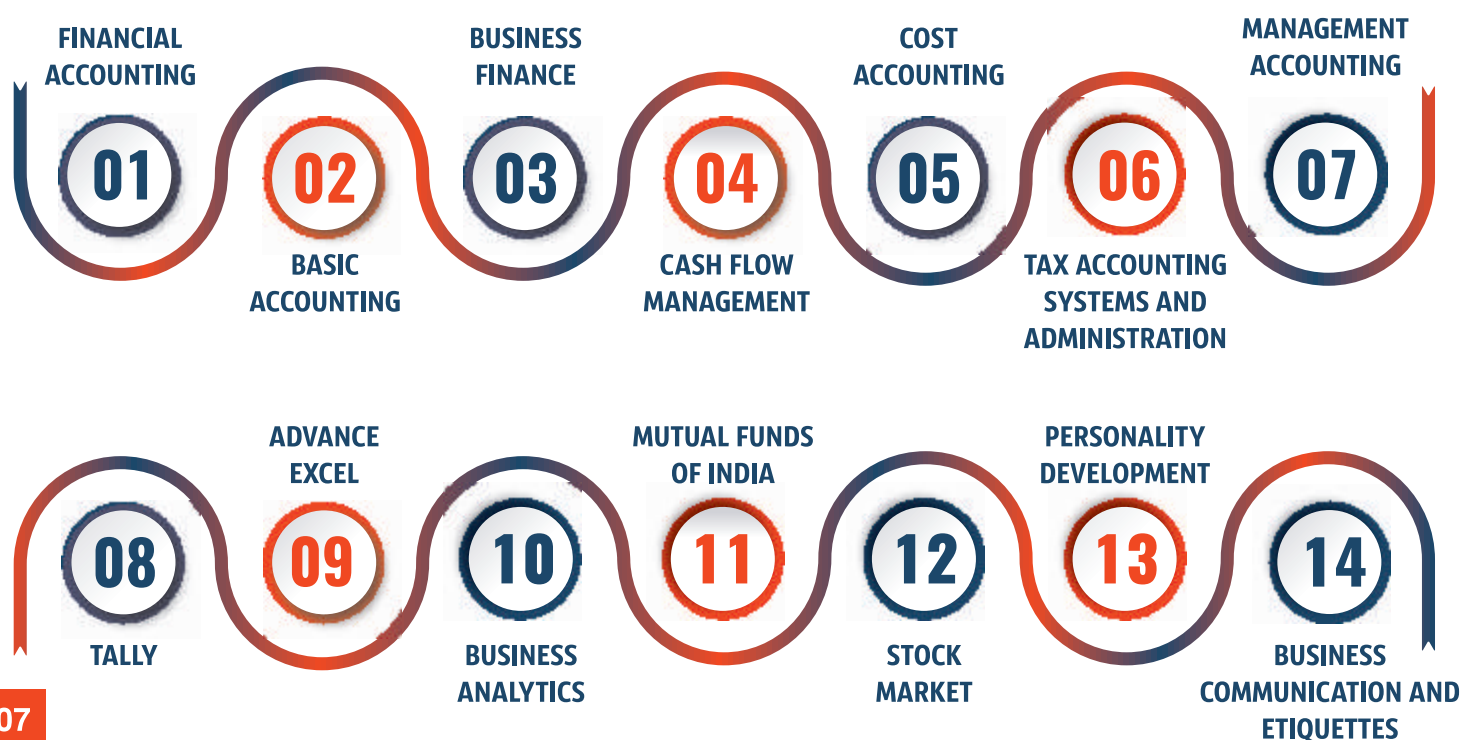 FINANCIAL
ACCOUNTING
01
02
BASIC
ACCOUNTING
BUSINESS
FINANCE
03
04
CASH FLOW
MANAGEMENT
COST
ACCOUNTING
05
06
TAX ACCOUNTING
SYSTEMS AND
ADMINISTRATION
MANAGEMENT
ACCOUNTING
07
08
TALLY
ADVANCE
EXCEL
09
10
BUSINESS
ANALYTICS
MUTUAL FUNDS
OF INDIA
11
12
STOCK
MARKET
PERSONALITY
DEVELOPMENT
13
14
BUSINESS
COMMUNICATION AND
ETIQUETTES
07